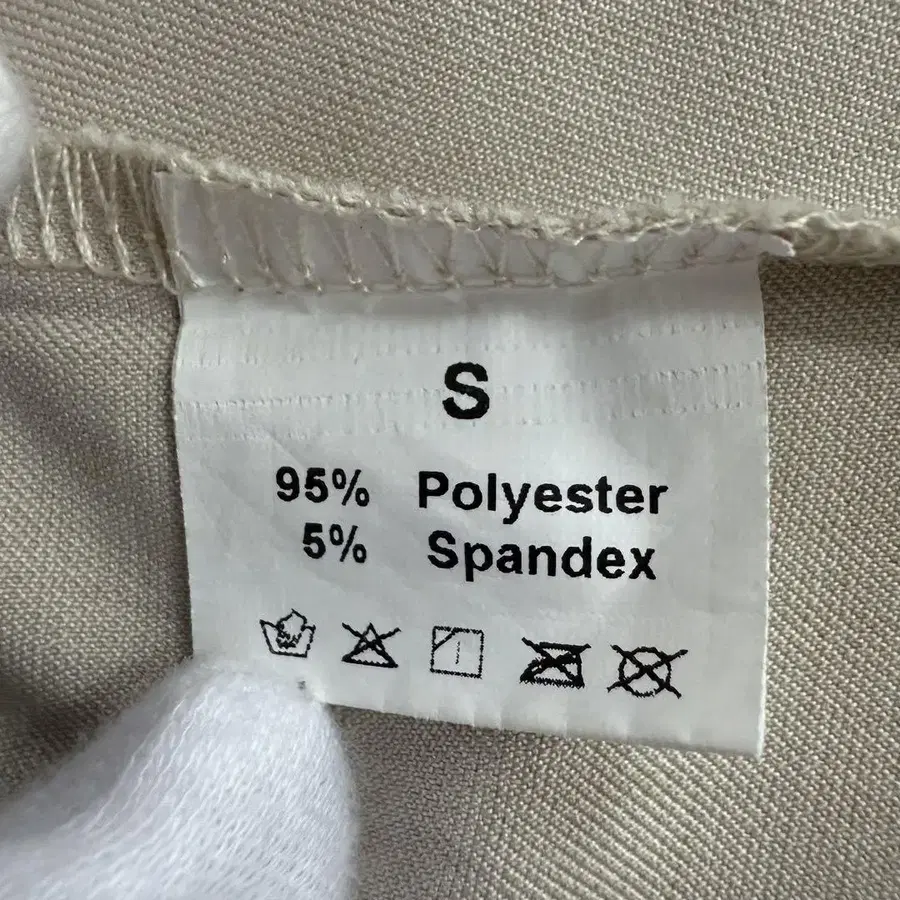 S
95% Polyester
5% Spandex